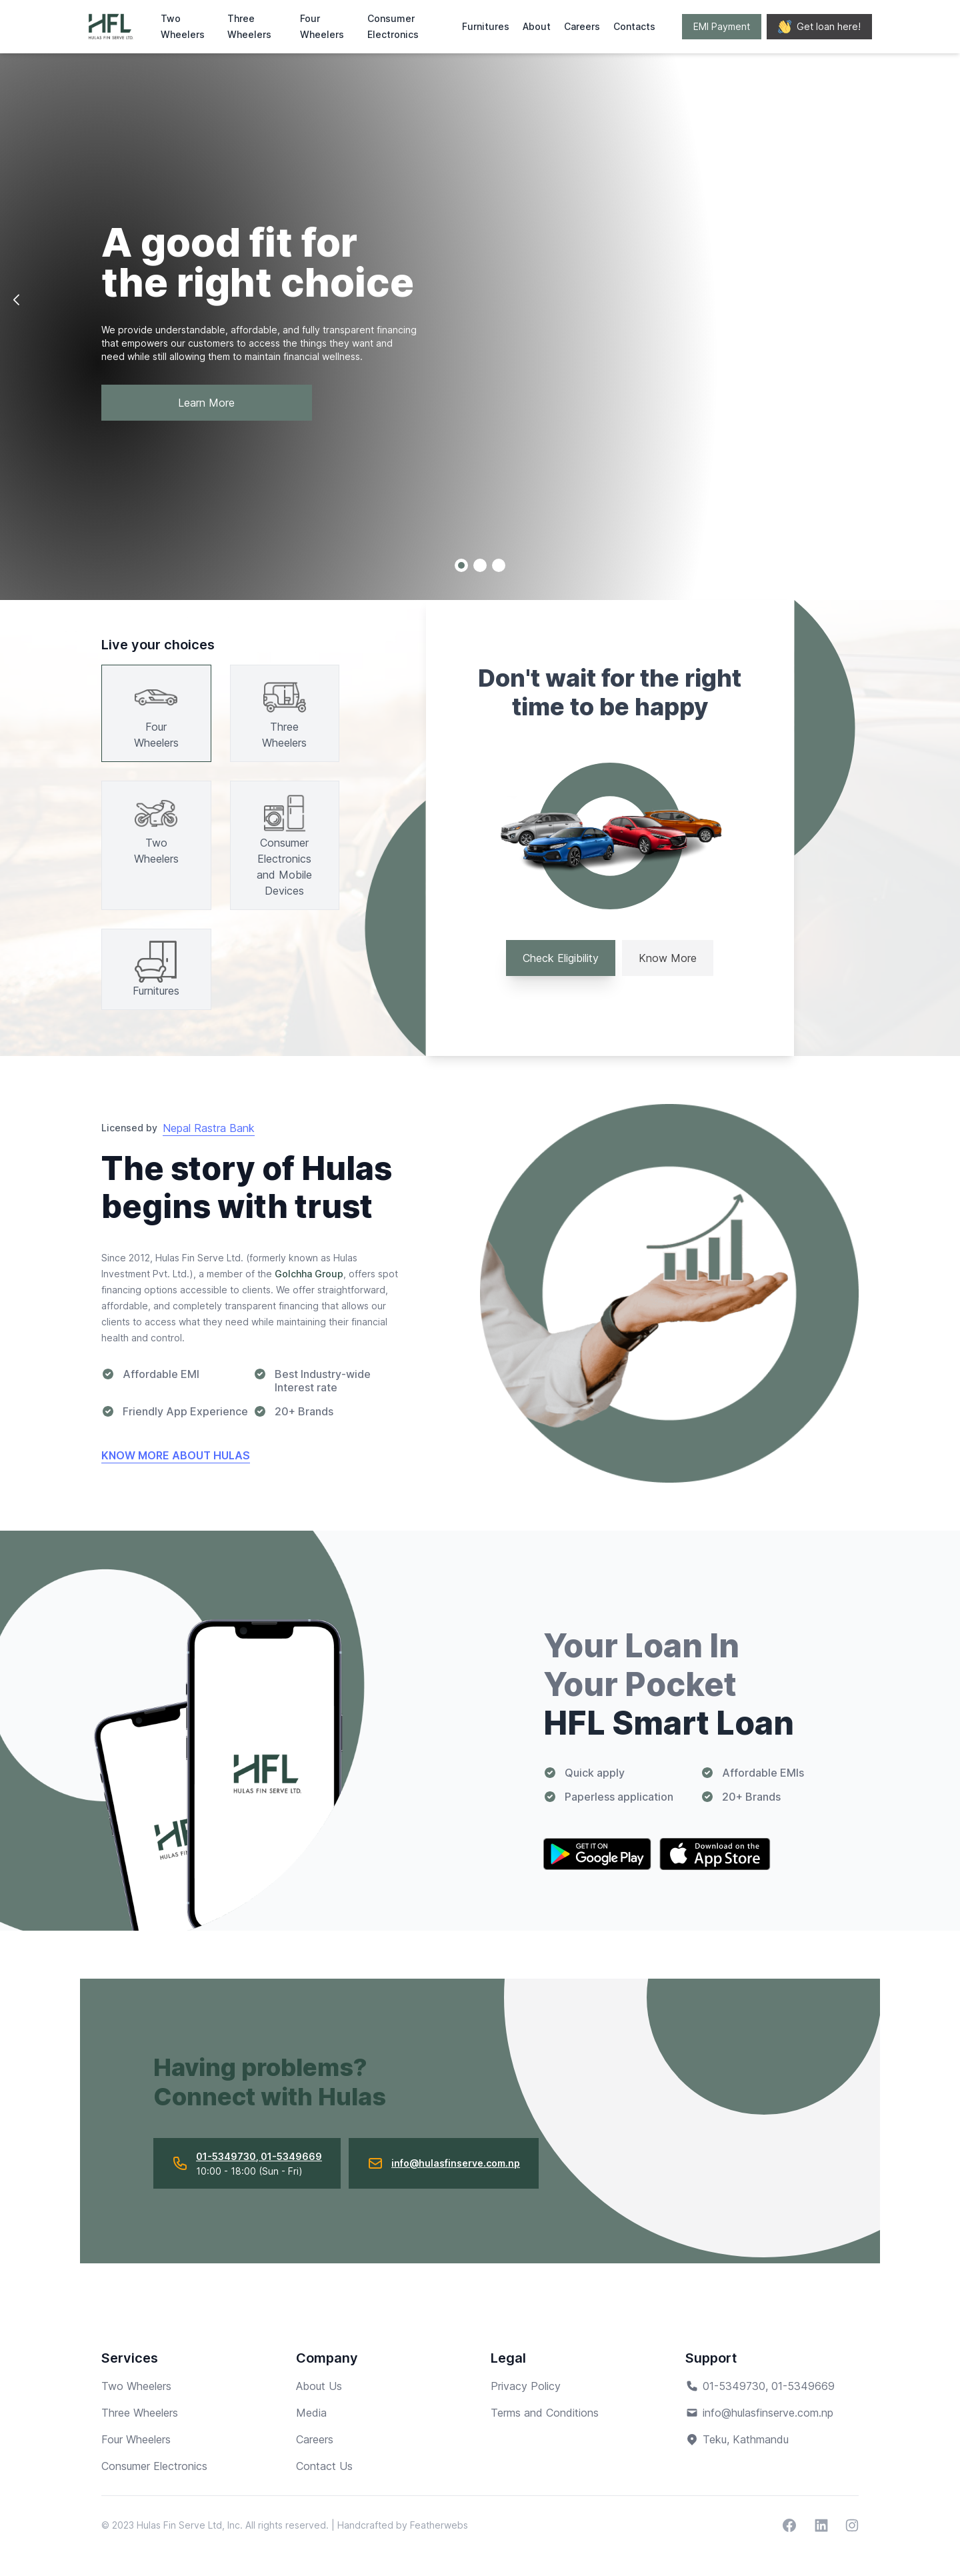 HFL
HULAS FIN SERVE LTD.
Two
Wheelers
Three
Wheelers
Four
Wheelers
Consumer
Electronics
Furnitures
About
Careers
Contacts
EMI Payment
Get loan here!
A good fit for
the right choice
We provide understandable, affordable, and fully transparent financing
that empowers our customers to access the things they want and
need while still allowing them to maintain financial wellness.
Learn More
Live your choices
Four
Wheelers
Three
Wheelers
Two
Wheelers
Consumer
Electronics
and Mobile
Devices
Furnitures
Don't wait for the right
time to be happy
Check Eligibility
Know More
Licensed by Nepal Rastra Bank
The story of Hulas
begins with trust
Since 2012, Hulas Fin Serve Ltd. (formerly known as Hulas
Investment Pvt. Ltd.), a member of the Golchha Group, offers spot
financing options accessible to clients. We offer straightforward,
affordable, and completely transparent financing that allows our
clients to access what they need while maintaining their financial
health and control.
Affordable EMI
Best Industry-wide
Interest rate
Friendly App Experience
20+ Brands
KNOW MORE ABOUT HULAS
HFL
HULAS FIN SERVE LTD.
HF
HULAS FIN
Your Loan In
Your Pocket
HFL Smart Loan
Quick apply
Affordable EMIs
Paperless application
20+ Brands
GET IT ON
Google Play
Download on the
App Store
Having problems?
Connect with Hulas
01-5349730, 01-5349669
10:00 - 18:00 (Sun - Fri)
info@hulasfinserve.com.np
Services
Two Wheelers
Three Wheelers
Four Wheelers
Consumer Electronics
Company
About Us
Media
Careers
Contact Us
Legal
Privacy Policy
Terms and Conditions
Support
01-5349730, 01-5349669
info@hulasfinserve.com.np
Teku, Kathmandu
© 2023 Hulas Fin Serve Ltd, Inc. All rights reserved. | Handcrafted by Featherwebs